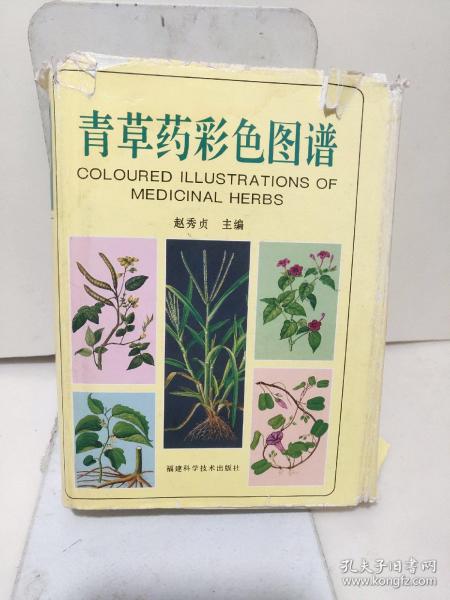 青草药彩色图谱
COLOURED ILLUSTRATIONS OF
MEDICINAL HERBS
赵秀贞 主编
福建科学技术出版社
孔夫子旧书网
www.kongfz.com